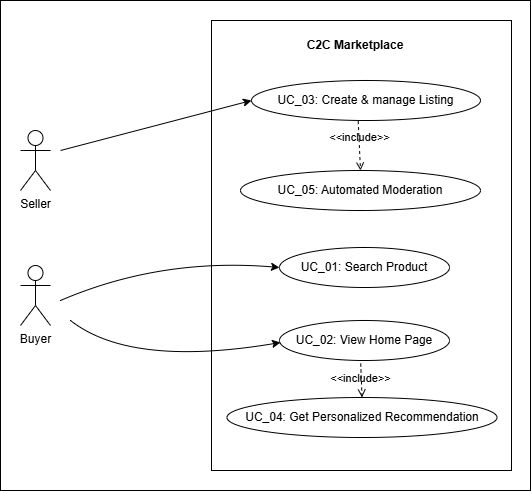 C2C Marketplace
UC_03: Create & manage Listing
<<include>>
Seller
UC_05: Automated Moderation
UC_01: Search Product
Buyer
UC_02: View Home Page
<<include>>
UC_04: Get Personalized Recommendation